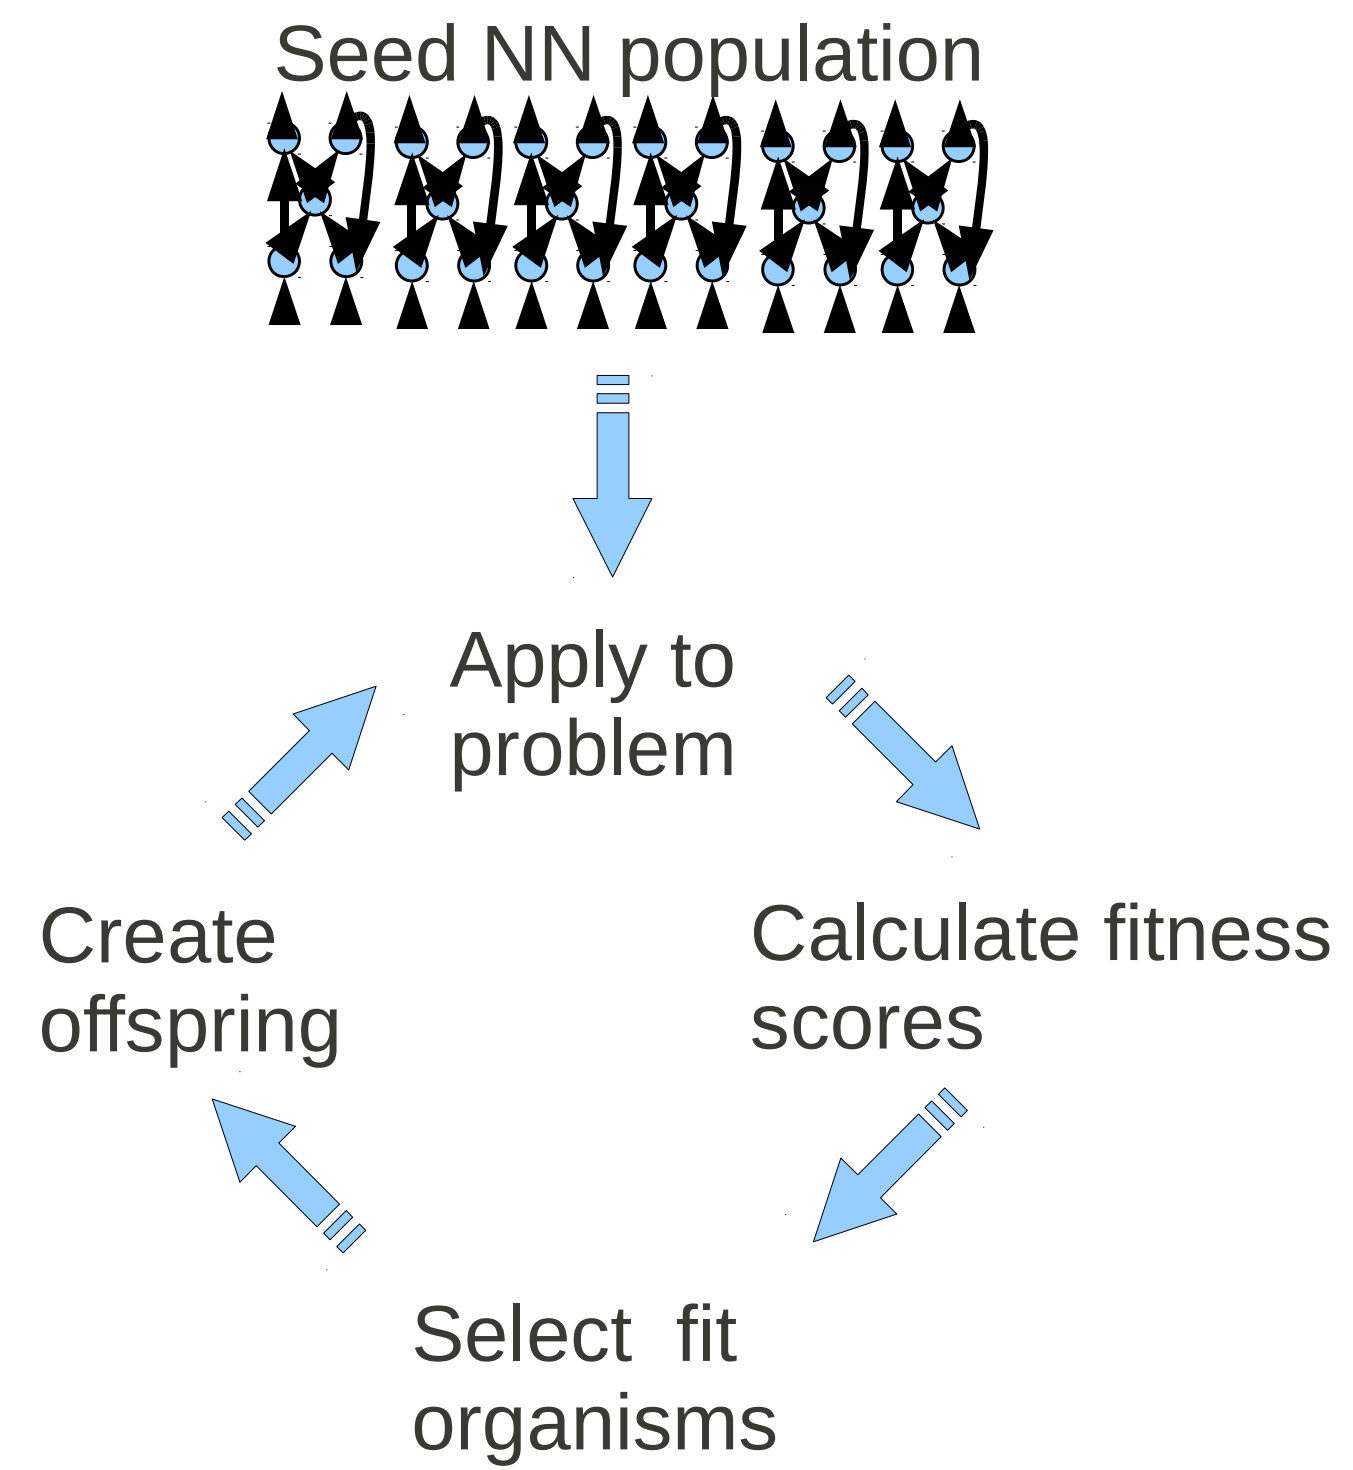 Seed NN population
Apply to
problem
Calculate fitness
scores
Select  fit
organisms
Create
offspring